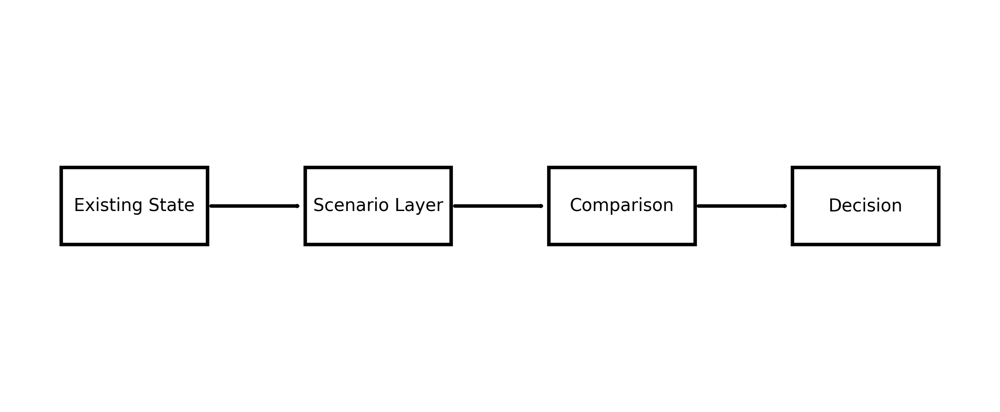 Existing State
Scenario Layer
Comparison
Decision